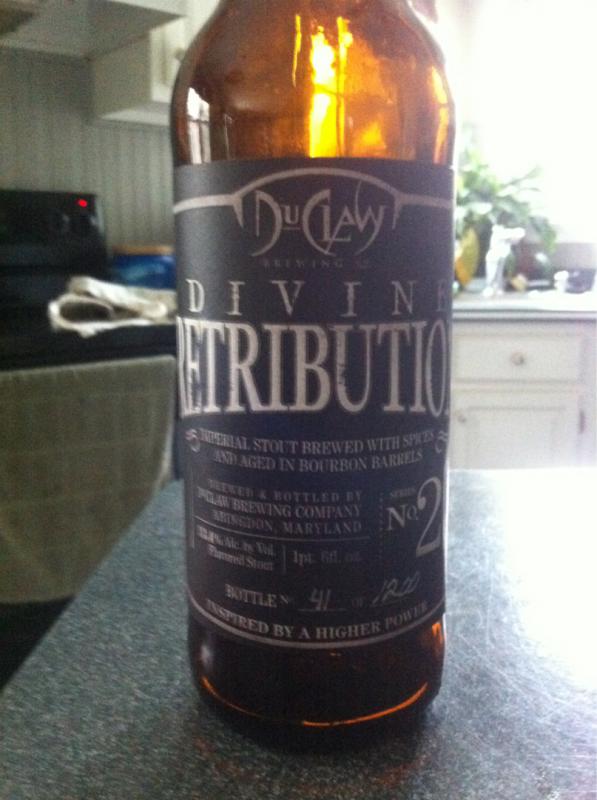 DUCLAW
BREWING CO.
DIVINE
RETRIBUTION
IMPERIAL STOUT BREWED WITH SPICES
AND AGED IN BOURBON BARRELS
BREWED & BOTTLED BY
DUCLAW BREWING COMPANY
ABINGDON, MARYLAND
% Alc. by Vol.
Flavored Stout
1pt. 6fl. oz.
SERIES
No. 2
BOTTLE No 41 OF 1200
INSPIRED BY A HIGHER POWER